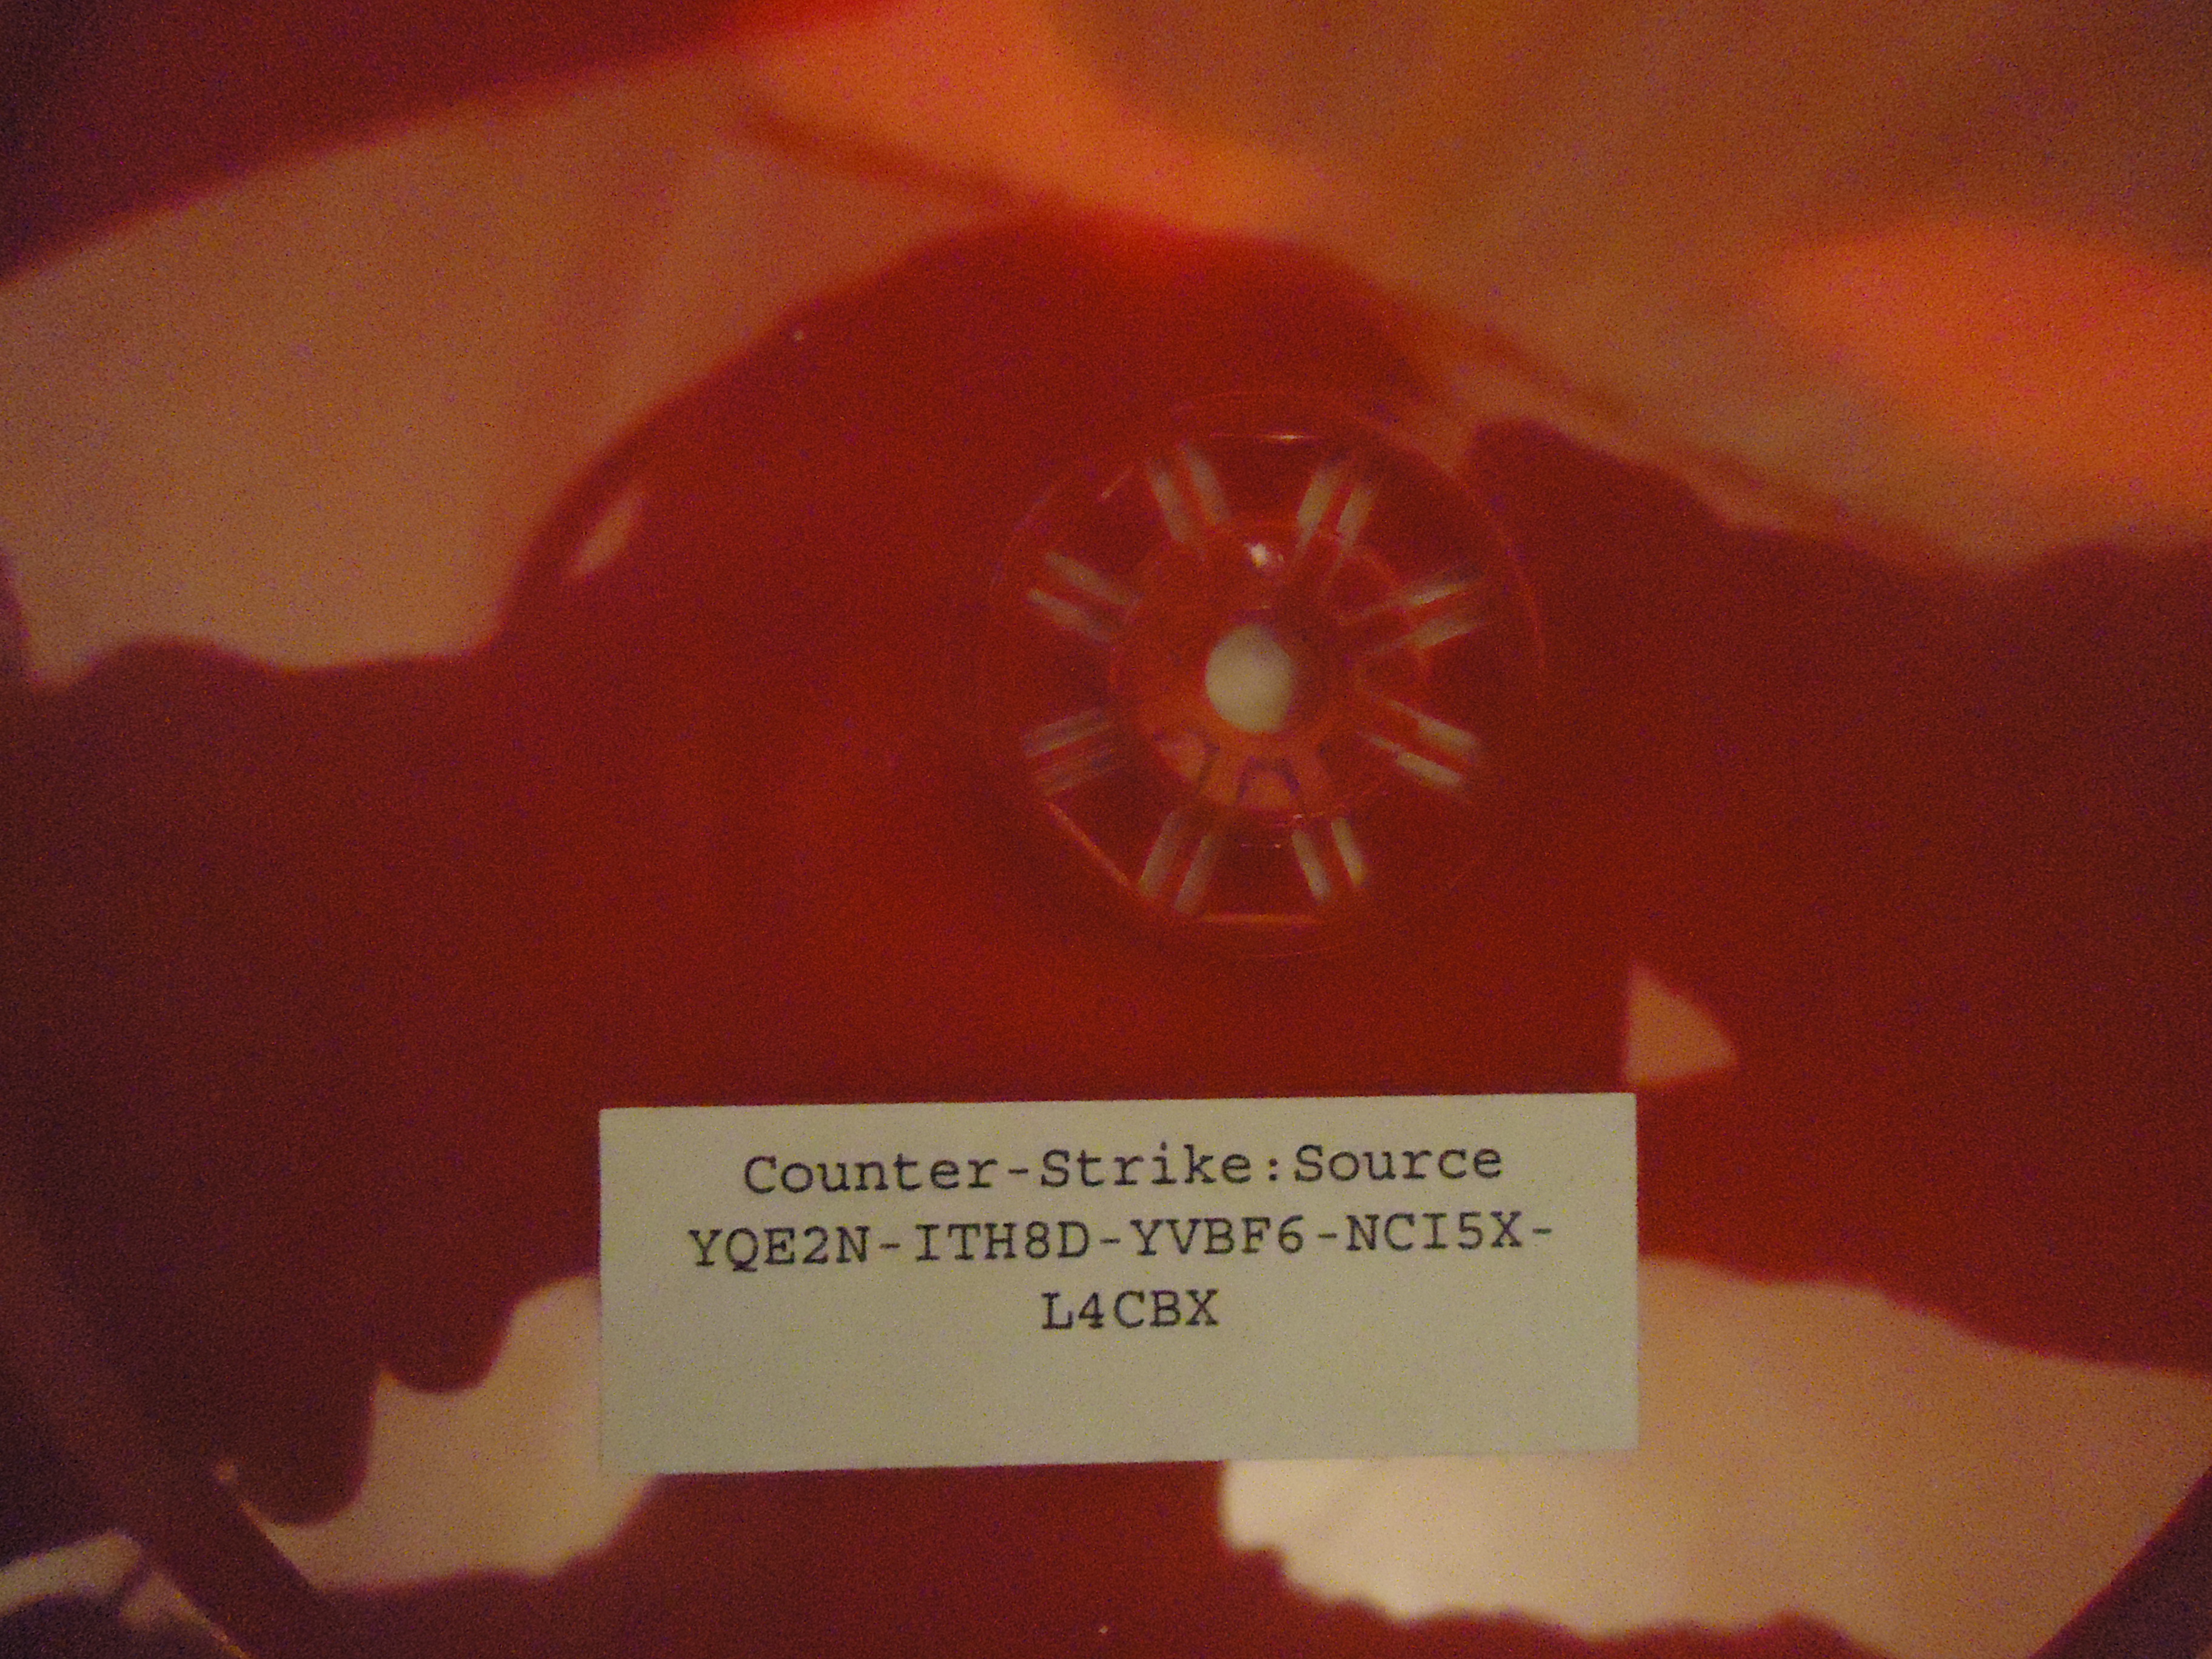 Counter-Strike:Source
YQE2N-ITH8D-YVBF6-NCI5X-
L4CBX